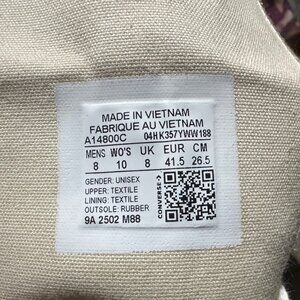 MADE IN VIETNAM
FABRIQUE AU VIETNAM
A14800C 04HK357YWW188
MENS WO'S UK EUR CM
8 10 8 41.5 26.5
GENDER: UNISEX
UPPER: TEXTILE
LINING: TEXTILE
OUTSOLE: RUBBER
9A 2502 M88
CONVERSE